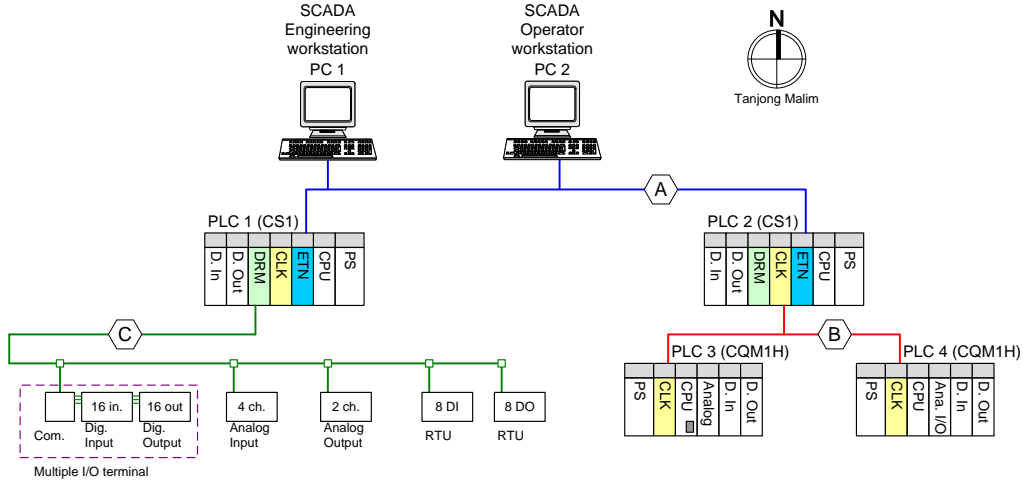 SCADA
Engineering
workstation
PC 1
SCADA
Operator
workstation
PC 2
N
Tanjong Malim
A
PLC 1 (CS1)
D. In
D. Out
DRM
CLK
ETN
CPU
PS
PLC 2 (CS1)
D. In
D. Out
DRM
CLK
ETN
CPU
PS
C
B
PLC 3 (CQM1H)
PS
CLK
CPU
Analog
D. In
D. Out
PLC 4 (CQM1H)
PS
CLK
CPU
Ana. I/O
D. In
D. Out
Com.
16 in.
Dig.
Input
16 out
Dig.
Output
4 ch.
Analog
Input
2 ch.
Analog
Output
8 DI
RTU
8 DO
RTU
Multiple I/O terminal